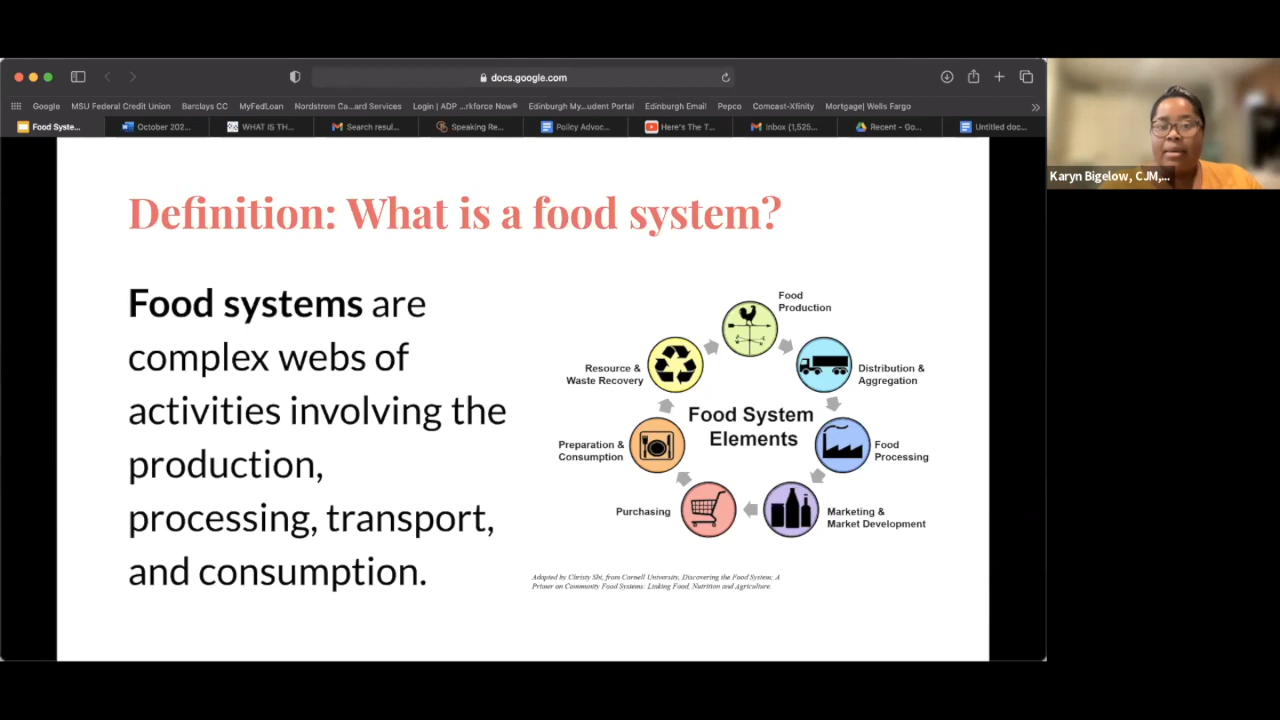 docs.google.com
Google MSU Federal Credit Union Barclays CC MyFedLoan Nordstrom Ca...ard Services Login | ADP ...rkforce Now® Edinburgh My...udent Portal Edinburgh Email Pepco Comcast-Xfinity Mortgage| Wells Fargo
Food Syste... October 202... WHAT IS TH... Search resul... Speaking Re... Policy Advoc... Here's The T... Inbox (1,525... Recent - Go... Untitled doc...
Karyn Bigelow, CJM,...
Definition: What is a food system?
Food systems are
complex webs of
activities involving the
production,
processing, transport,
and consumption.
Food
Production
Distribution &
Aggregation
Food
Processing
Marketing &
Market Development
Purchasing
Preparation &
Consumption
Resource &
Waste Recovery
Food System
Elements
Adapted by Christy Shi, from Cornell University, Discovering the Food System; A
Primer on Community Food Systems: Linking Food, Nutrition and Agriculture.